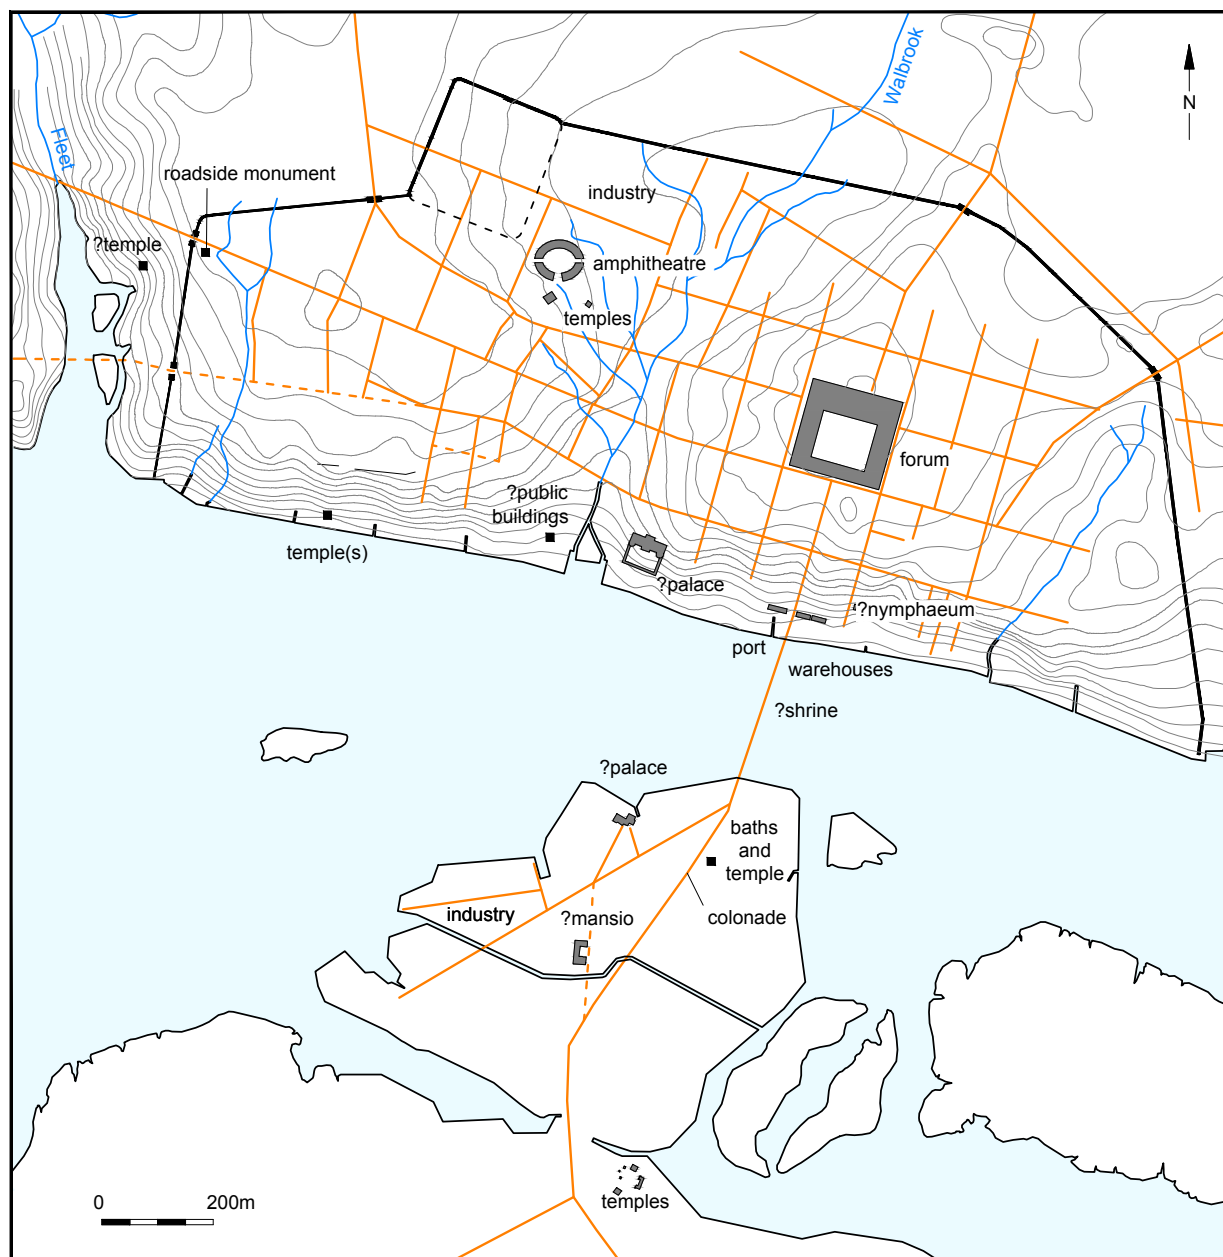 Walbrook
N
Fleet
roadside monument
industry
?temple
amphitheatre
temples
forum
?public
buildings
temple(s)
?palace
?nymphaeum
port
warehouses
?shrine
?palace
baths
and
temple
industry
?mansio
colonade
temples
0
200m